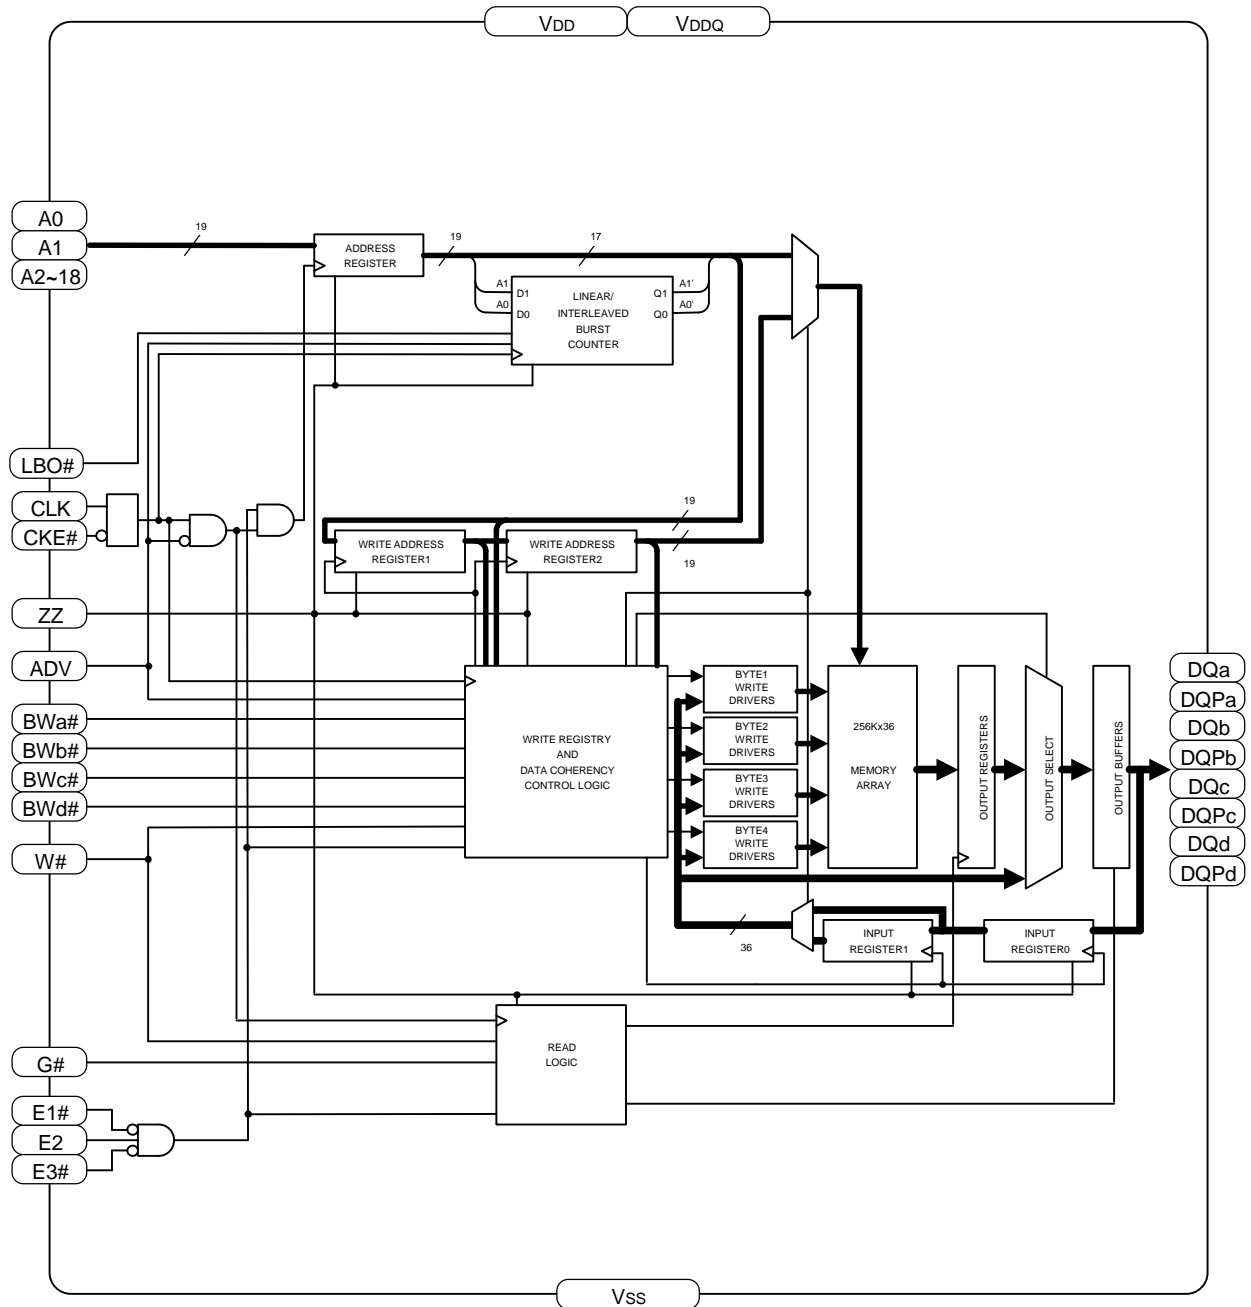 VDD
VDDQ
A0
A1
A2~18
19
ADDRESS
REGISTER
19
17
A1
A0
D1
D0
LINEAR/
INTERLEAVED
BURST
COUNTER
Q1
Q0
A1'
A0'
LBO#
CLK
CKE#
19
19
WRITE ADDRESS
REGISTER1
WRITE ADDRESS
REGISTER2
ZZ
ADV
BWa#
BWb#
BWc#
BWd#
W#
WRITE REGISTRY
AND
DATA COHERENCY
CONTROL LOGIC
BYTE1
WRITE
DRIVERS
BYTE2
WRITE
DRIVERS
BYTE3
WRITE
DRIVERS
BYTE4
WRITE
DRIVERS
256Kx36
MEMORY
ARRAY
OUTPUT REGISTERS
OUTPUT SELECT
OUTPUT BUFFERS
DQa
DQPa
DQb
DQPb
DQc
DQPc
DQd
DQPd
36
INPUT
REGISTER1
INPUT
REGISTER0
READ
LOGIC
G#
E1#
E2
E3#
VSS